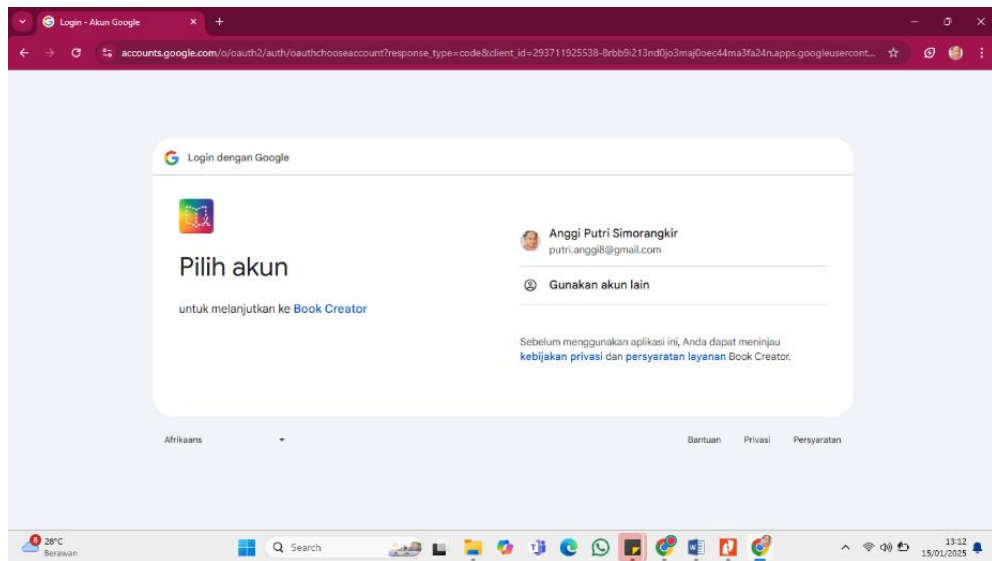 Login - Akun Google
accounts.google.com/o/oauth2/auth/oauthchooseaccount?response_type=code&client_id=293711925538-8rbb9i213nd0jo3maj0oec44ma3fa24n.apps.googleusercont...
Login dengan Google
Pilih akun
untuk melanjutkan ke Book Creator
Anggi Putri Simorangkir
putri.anggi8@gmail.com
Gunakan akun lain
Sebelum menggunakan aplikasi ini, Anda dapat meninjau
kebijakan privasi dan persyaratan layanan Book Creator.
Afrikaans
Bantuan Privasi Persyaratan
28°C
Berawan
Search
13:12
15/01/2025